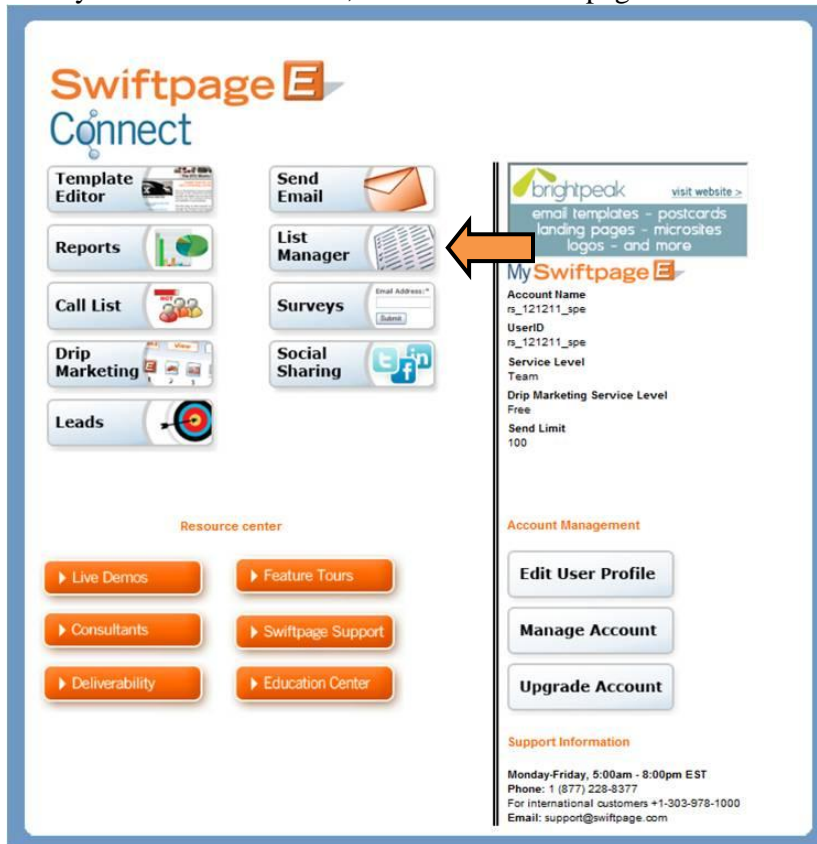 Swiftpage E
Connect
Template Editor
Send Email
Reports
List Manager
Call List
Surveys
Email Address:*
Submit
Drip Marketing
View
1 2 3
Social Sharing
Leads
brightpeak
visit website >
email templates - postcards
landing pages - microsites
logos - and more
My Swiftpage E
Account Name
rs_121211_spe
UserID
rs_121211_spe
Service Level
Team
Drip Marketing Service Level
Free
Send Limit
100
Resource center
Live Demos
Feature Tours
Consultants
Swiftpage Support
Deliverability
Education Center
Account Management
Edit User Profile
Manage Account
Upgrade Account
Support Information
Monday-Friday, 5:00am - 8:00pm EST
Phone: 1 (877) 228-8377
For international customers +1-303-978-1000
Email: support@swiftpage.com